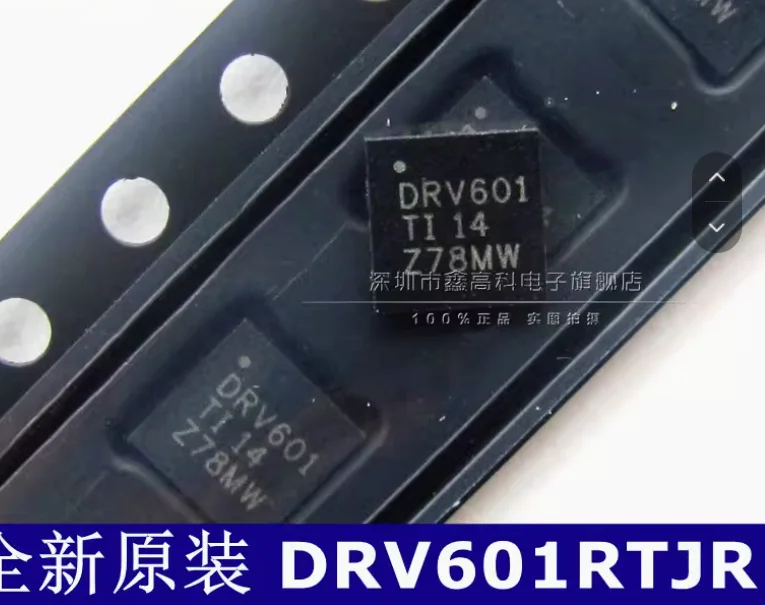 MW
DRV601
TI 14
Z78MW
深圳市鑫高科电子旗舰店
100%正品 实图拍摄
DRV601
TI 14
Z78MW
全新原装 DRV601RTJR